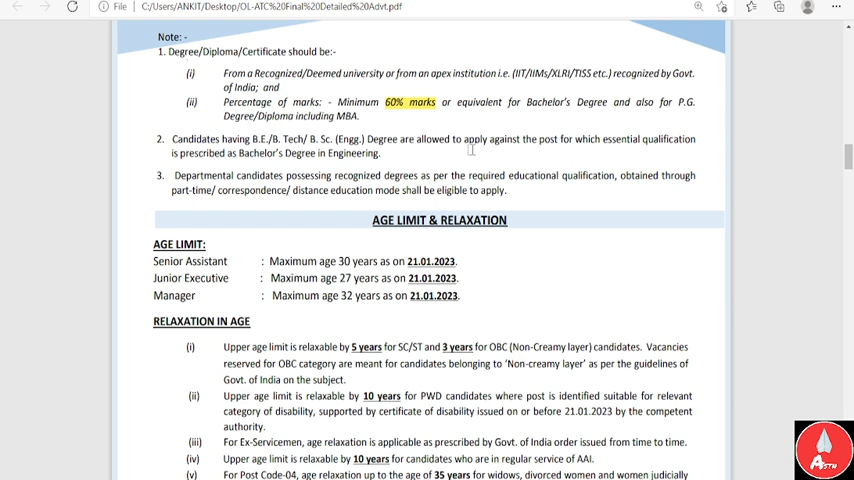 File
C:/Users/ANKIT/Desktop/OL-ATC%20Final%20Detailed%20Advt.pdf
Note: -
1. Degree/Diploma/Certificate should be:-
(i) From a Recognized/Deemed university or from an apex institution i.e. (IIT/IIMs/XLRI/TISS etc.) recognized by Govt.
of India; and
(ii) Percentage of marks: - Minimum 60% marks or equivalent for Bachelor's Degree and also for P.G.
Degree/Diploma including MBA.
2. Candidates having B.E./B. Tech/ B. Sc. (Engg.) Degree are allowed to apply against the post for which essential qualification
is prescribed as Bachelor's Degree in Engineering.
3. Departmental candidates possessing recognized degrees as per the required educational qualification, obtained through
part-time/ correspondence/ distance education mode shall be eligible to apply.
AGE LIMIT & RELAXATION
AGE LIMIT:
Senior Assistant : Maximum age 30 years as on 21.01.2023.
Junior Executive : Maximum age 27 years as on 21.01.2023.
Manager : Maximum age 32 years as on 21.01.2023.
RELAXATION IN AGE
(i) Upper age limit is relaxable by 5 years for SC/ST and 3 years for OBC (Non-Creamy layer) candidates. Vacancies
reserved for OBC category are meant for candidates belonging to 'Non-creamy layer' as per the guidelines of
Govt. of India on the subject.
(ii) Upper age limit is relaxable by 10 years for PWD candidates where post is identified suitable for relevant
category of disability, supported by certificate of disability issued on or before 21.01.2023 by the competent
authority.
(iii) For Ex-Servicemen, age relaxation is applicable as prescribed by Govt. of India order issued from time to time.
(iv) Upper age limit is relaxable by 10 years for candidates who are in regular service of AAI.
(v) For Post Code-04, age relaxation up to the age of 35 years for widows, divorced women and women judicially
ASTN